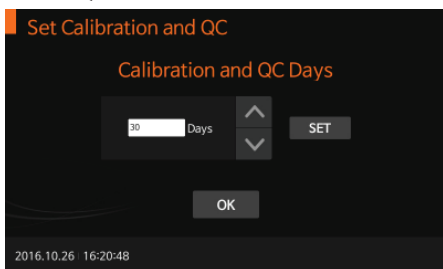 Set Calibration and QC
Calibration and QC Days
30 Days
SET
OK
2016.10.26 16:20:48